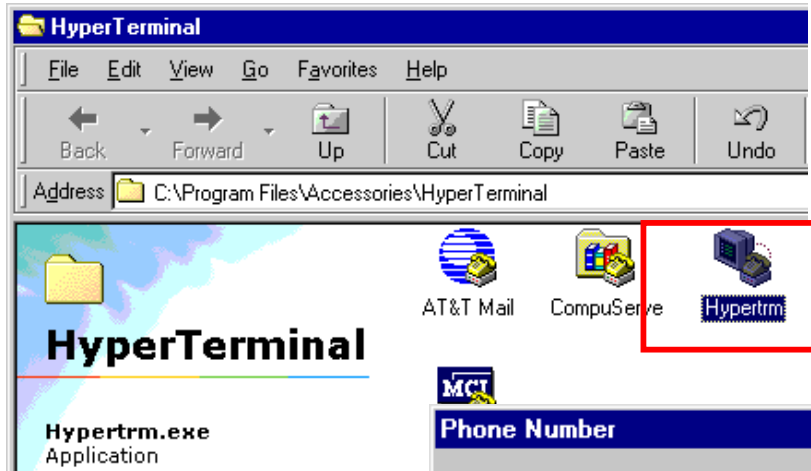 HyperTerminal
File Edit View Go Favorites Help
Back Forward Up Cut Copy Paste Undo
Address C:\Program Files\Accessories\HyperTerminal
AT&T Mail CompuServe Hypertrm
HyperTerminal
MCI
Hypertrm.exe
Application
Phone Number